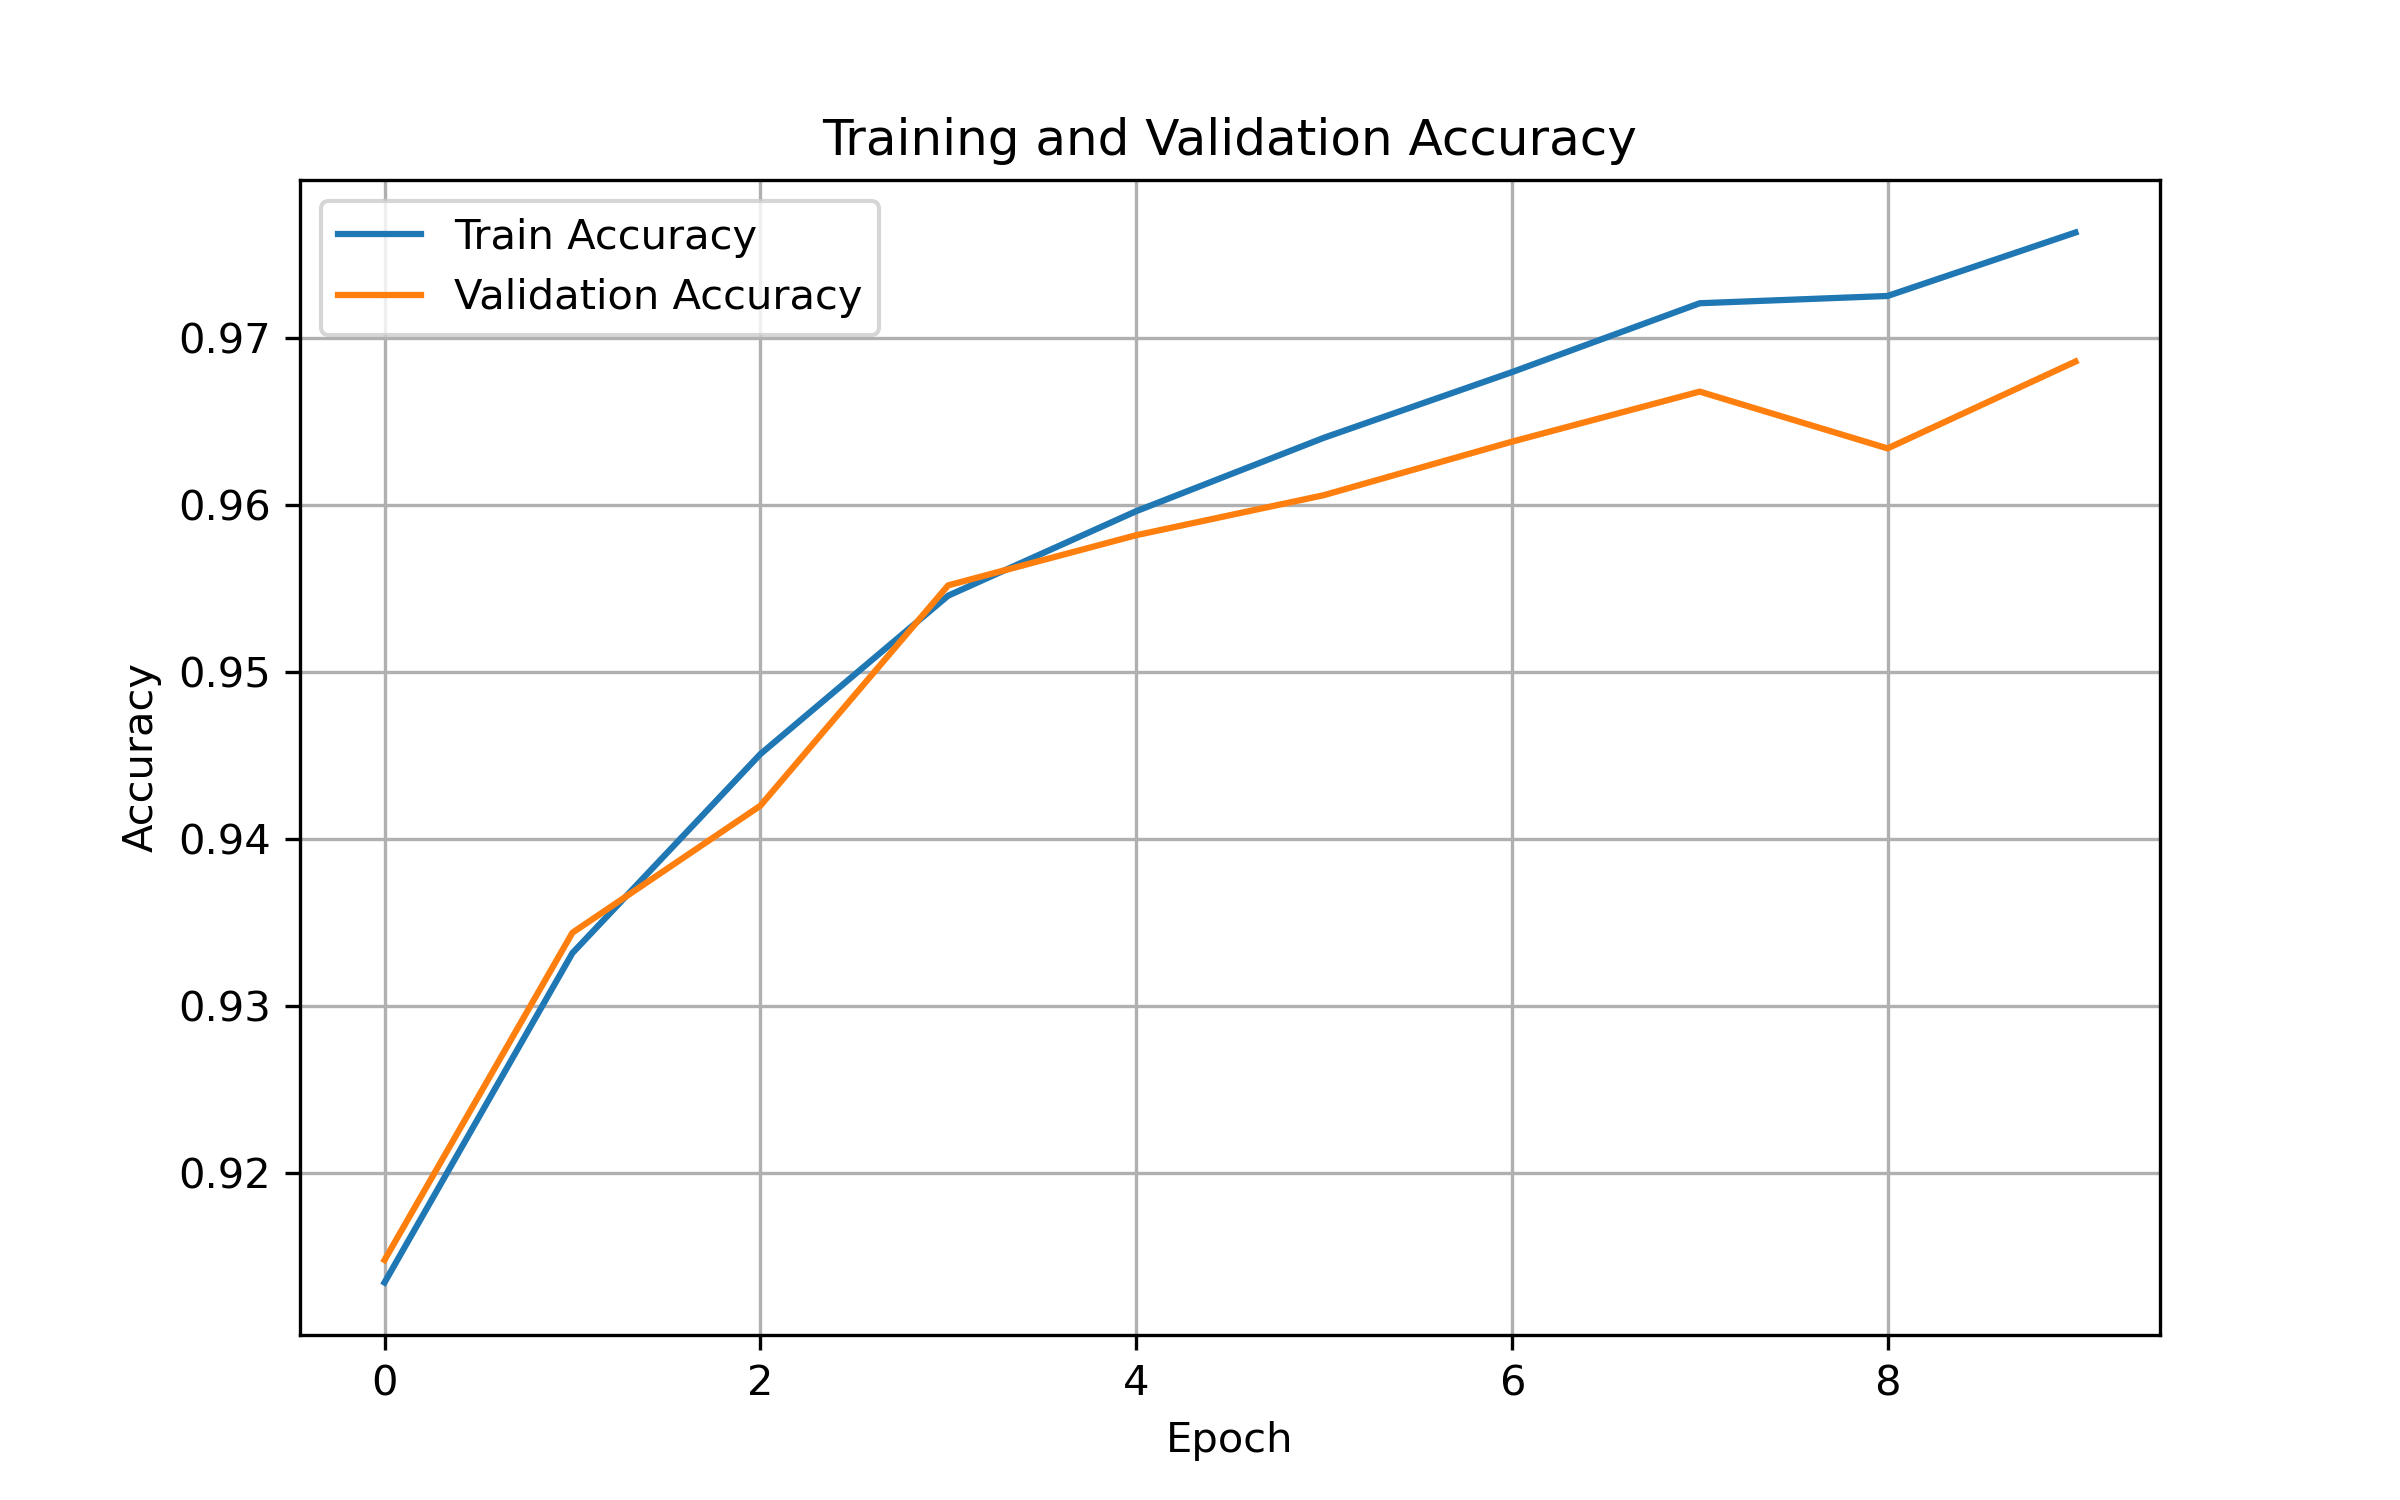 Training and Validation Accuracy
Train Accuracy
Validation Accuracy
0.97
0.96
0.95
0.94
0.93
0.92
Accuracy
0 2 4 6 8
Epoch